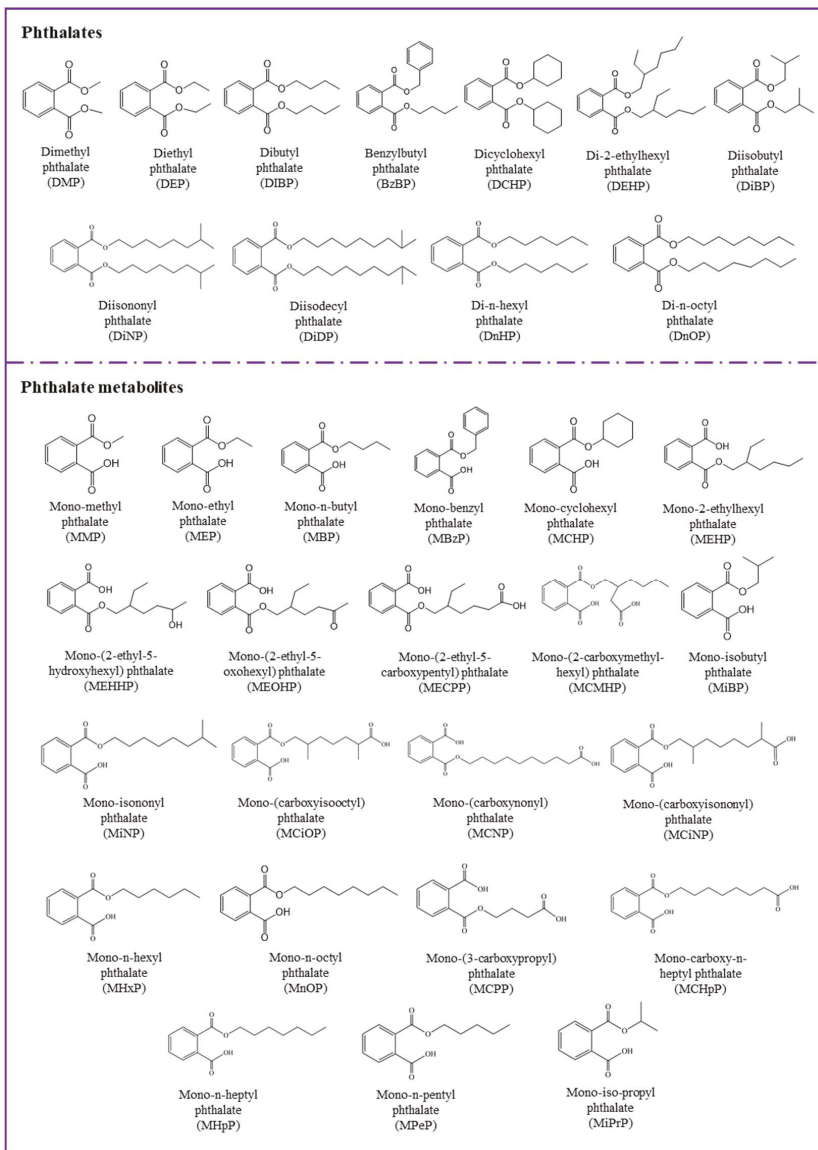 Phthalates
Dimethyl
phthalate
(DMP)
Diethyl
phthalate
(DEP)
Dibutyl
phthalate
(DIBP)
Benzylbutyl
phthalate
(BzBP)
Dicyclohexyl
phthalate
(DCHP)
Di-2-ethylhexyl
phthalate
(DEHP)
Diisobutyl
phthalate
(DiBP)
Diisononyl
phthalate
(DiNP)
Diisodecyl
phthalate
(DiDP)
Di-n-hexyl
phthalate
(DnHP)
Di-n-octyl
phthalate
(DnOP)
Phthalate metabolites
Mono-methyl
phthalate
(MMP)
Mono-ethyl
phthalate
(MEP)
Mono-n-butyl
phthalate
(MBP)
Mono-benzyl
phthalate
(MBzP)
Mono-cyclohexyl
phthalate
(MCHP)
Mono-2-ethylhexyl
phthalate
(MEHP)
Mono-(2-ethyl-5-
hydroxyhexyl) phthalate
(MEHHP)
Mono-(2-ethyl-5-
oxohexyl) phthalate
(MEOHP)
Mono-(2-ethyl-5-
carboxypentyl) phthalate
(MECPP)
Mono-(2-carboxymethyl-
hexyl) phthalate
(MCMHP)
Mono-isobutyl
phthalate
(MiBP)
Mono-isononyl
phthalate
(MiNP)
Mono-(carboxyisooctyl)
phthalate
(MCiOP)
Mono-(carboxynonyl)
phthalate
(MCNP)
Mono-(carboxyisononyl)
phthalate
(MCiNP)
Mono-n-hexyl
phthalate
(MHxP)
Mono-n-octyl
phthalate
(MnOP)
Mono-(3-carboxypropyl)
phthalate
(MCPP)
Mono-carboxy-n-
heptyl phthalate
(MCHpP)
Mono-n-heptyl
phthalate
(MHpP)
Mono-n-pentyl
phthalate
(MPeP)
Mono-iso-propyl
phthalate
(MiPrP)